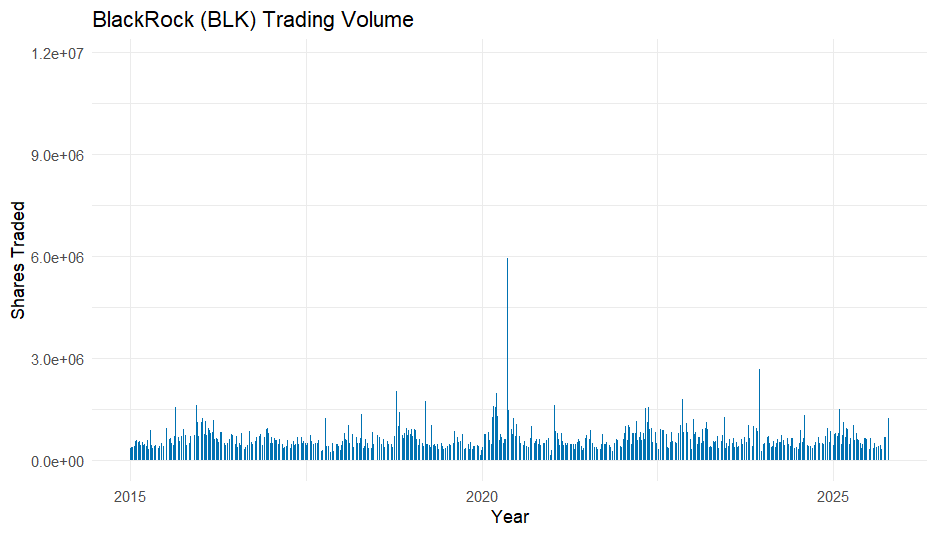 BlackRock (BLK) Trading Volume
1.2e+07
9.0e+06
6.0e+06
3.0e+06
0.0e+00
Shares Traded
2015
2020
2025
Year